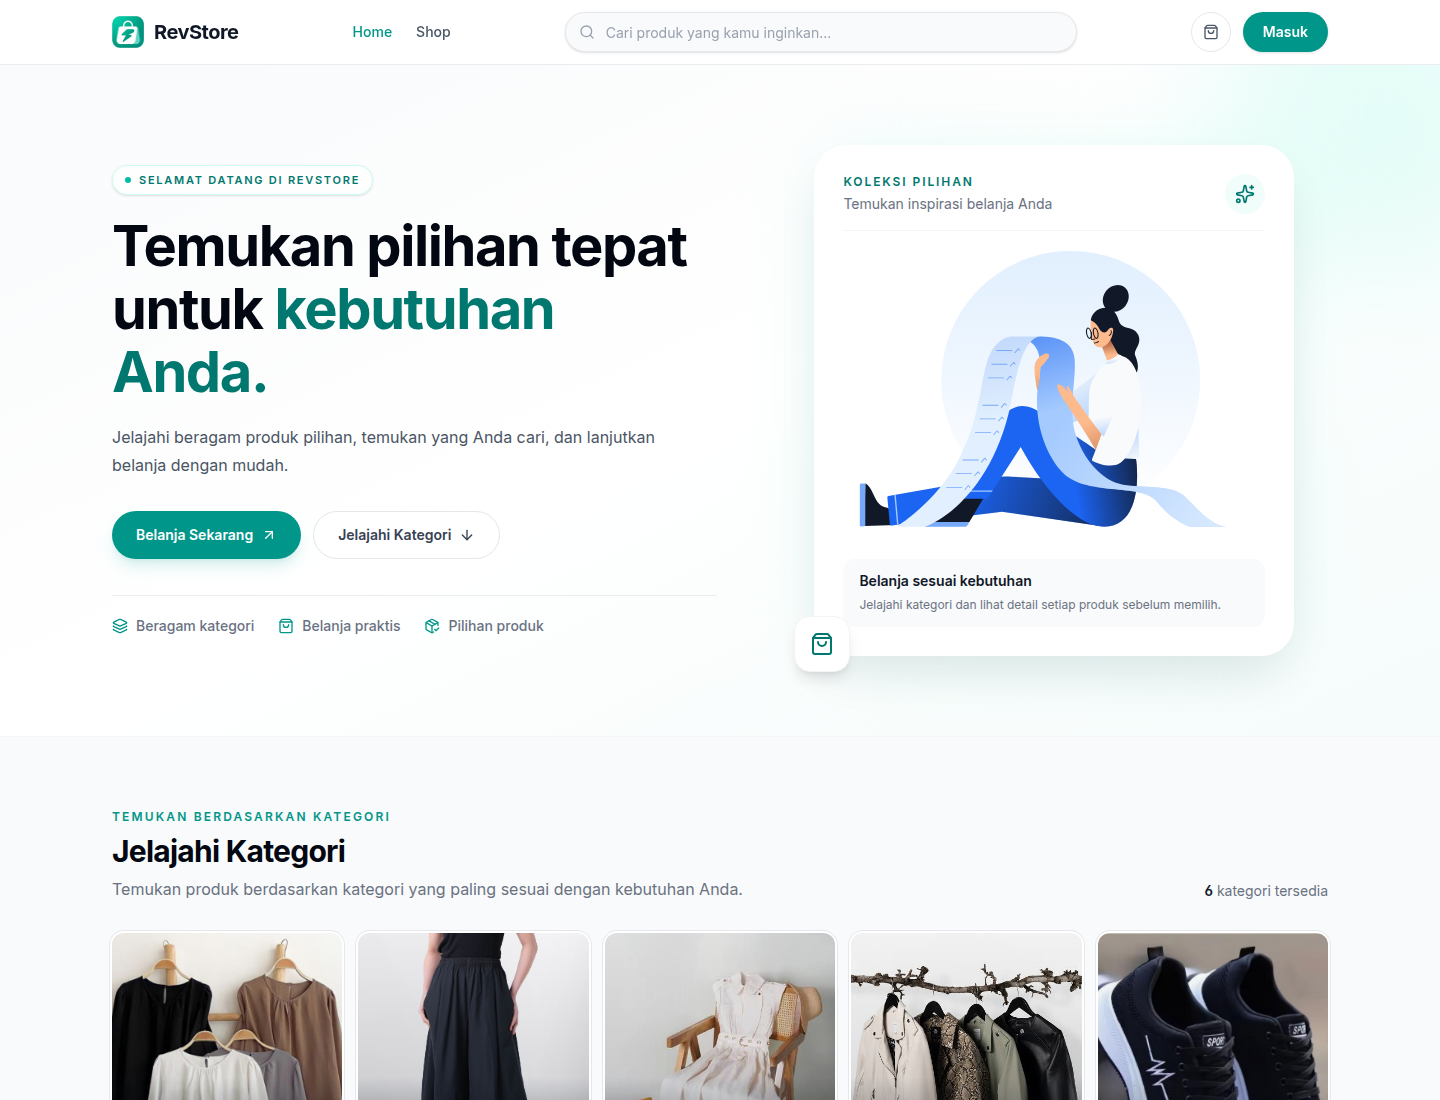 RevStore
Home
Shop
Cari produk yang kamu inginkan...
Masuk
SELAMAT DATANG DI REVSTORE
Temukan pilihan tepat
untuk kebutuhan
Anda.
Jelajahi beragam produk pilihan, temukan yang Anda cari, dan lanjutkan
belanja dengan mudah.
Belanja Sekarang
Jelajahi Kategori
Beragam kategori
Belanja praktis
Pilihan produk
KOLEKSI PILIHAN
Temukan inspirasi belanja Anda
Belanja sesuai kebutuhan
Jelajahi kategori dan lihat detail setiap produk sebelum memilih.
TEMUKAN BERDASARKAN KATEGORI
Jelajahi Kategori
Temukan produk berdasarkan kategori yang paling sesuai dengan kebutuhan Anda.
6 kategori tersedia
SPORT